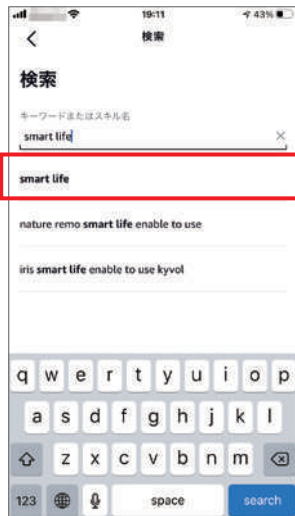 19:11
43%
検索
検索
キーワードまたはスキル名
smart life
smart life
nature remo smart life enable to use
iris smart life enable to use kyvol
q w e r t y u i o p
a s d f g h j k l
z x c v b n m
123 space search